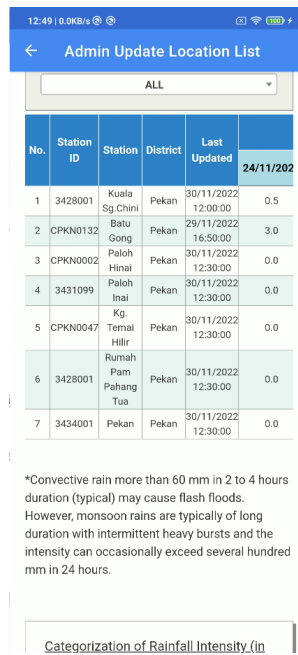 12:49 | 0.0KB/s
100
Admin Update Location List
ALL
No. Station ID Station District Last Updated 24/11/202
1 3428001 Kuala Sg.Chini Pekan 30/11/2022 12:00:00 0.5
2 CPKN0132 Batu Gong Pekan 29/11/2022 16:50:00 3.0
3 CPKN0002 Paloh Hinai Pekan 30/11/2022 12:30:00 0.0
4 3431099 Paloh Inai Pekan 30/11/2022 12:30:00 0.0
5 CPKN0047 Kg. Temai Hilir Pekan 30/11/2022 12:30:00 0.0
6 3428001 Rumah Pam Pahang Tua Pekan 30/11/2022 12:30:00 0.0
7 3434001 Pekan Pekan 30/11/2022 12:30:00 0.0
*Convective rain more than 60 mm in 2 to 4 hours
duration (typical) may cause flash floods.
However, monsoon rains are typically of long
duration with intermittent heavy bursts and the
intensity can occasionally exceed several hundred
mm in 24 hours.
Categorization of Rainfall Intensity (in